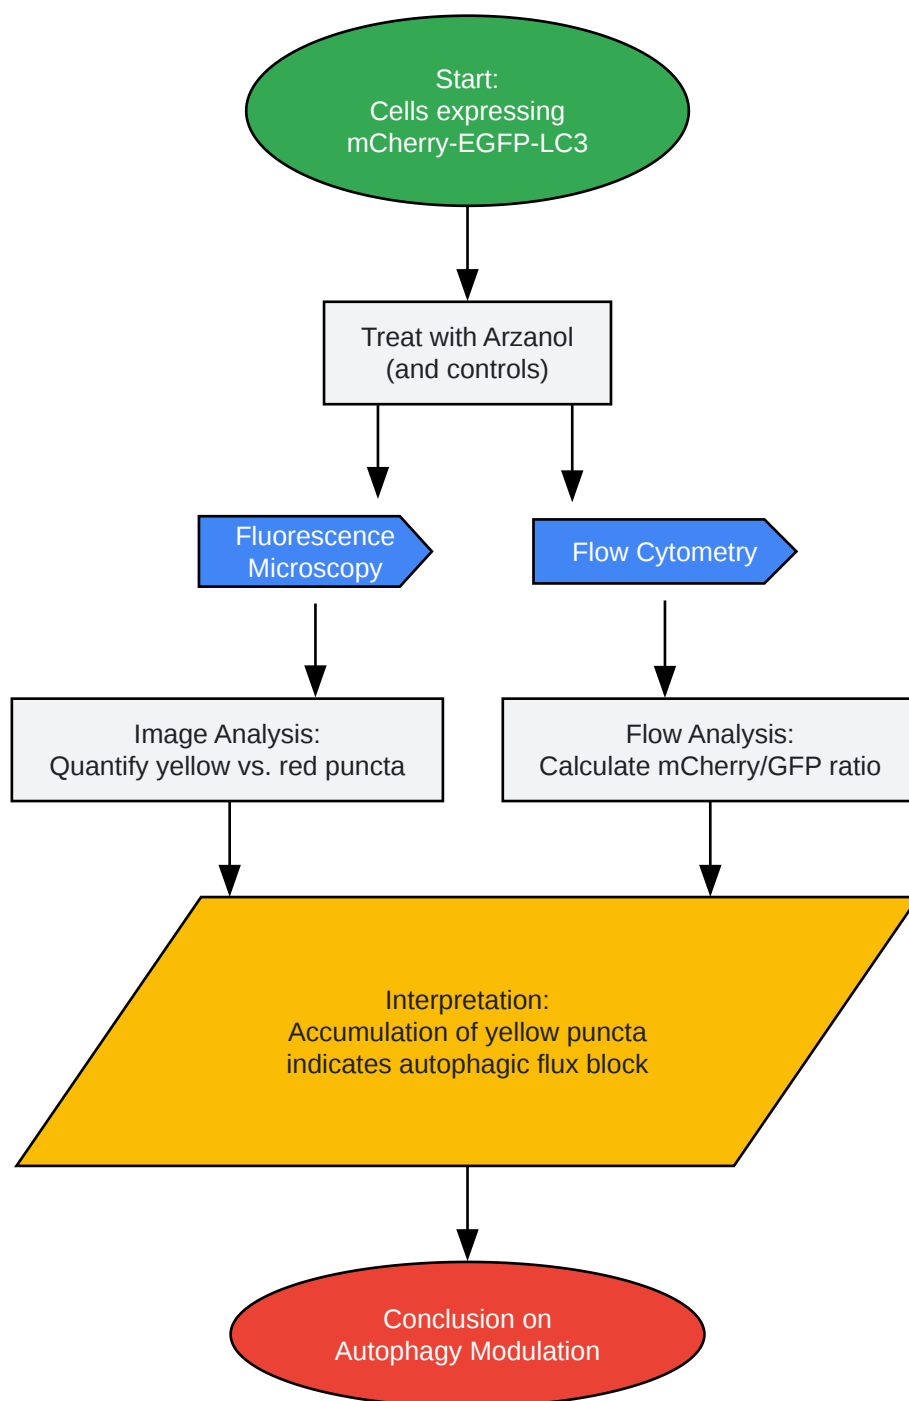 Start:
Cells expressing
mCherry-EGFP-LC3
Treat with Arzanol
(and controls)
Fluorescence
Microscopy
Flow Cytometry
Image Analysis:
Quantify yellow vs. red puncta
Flow Analysis:
Calculate mCherry/GFP ratio
Interpretation:
Accumulation of yellow puncta
indicates autophagic flux block
Conclusion on
Autophagy Modulation